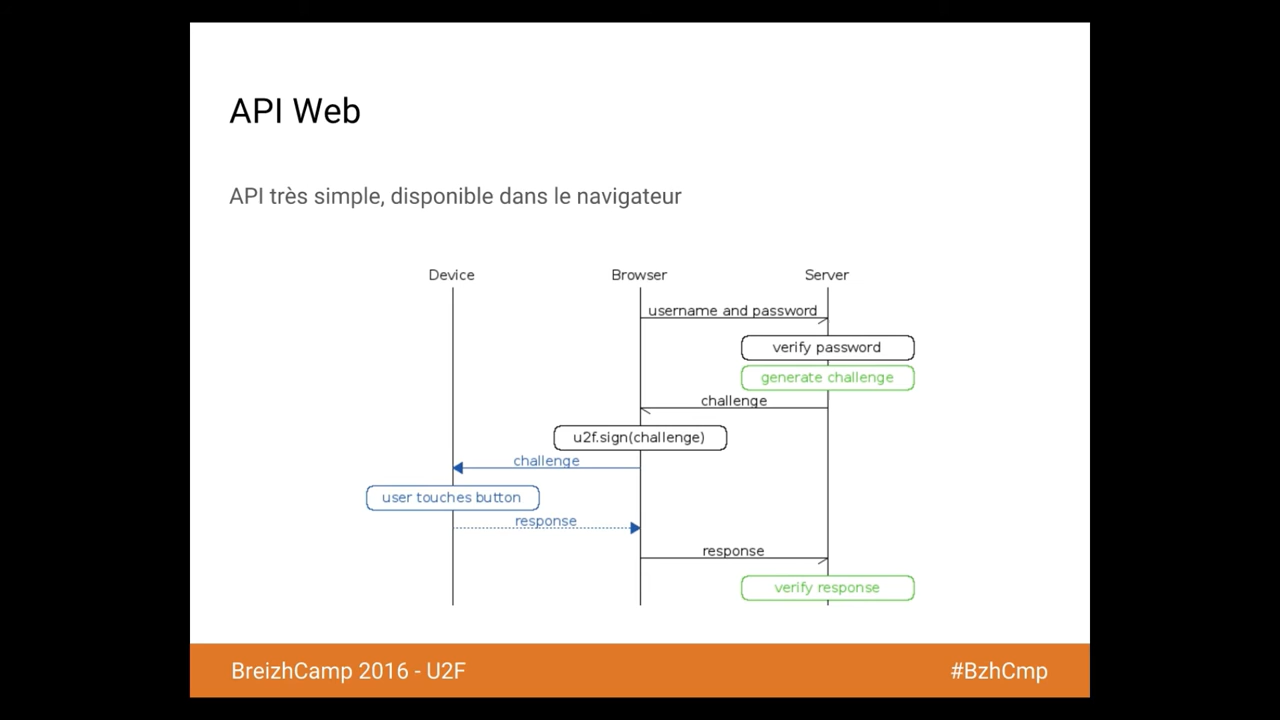 API Web
API très simple, disponible dans le navigateur
Device
Browser
Server
username and password
verify password
generate challenge
challenge
u2f.sign(challenge)
challenge
user touches button
response
response
verify response
BreizhCamp 2016 - U2F
#BzhCmp